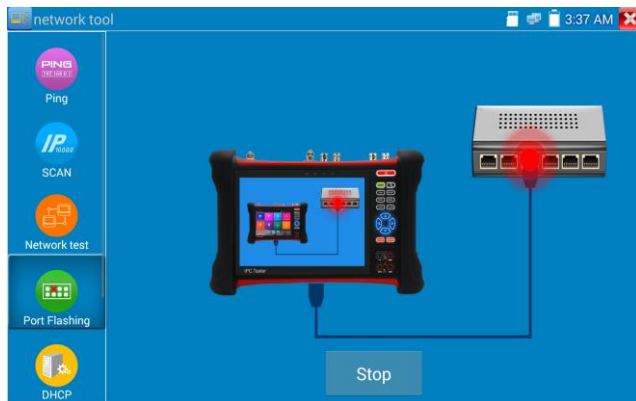 network tool
3:37 AM
PING
Ping
IP
SCAN
Network test
Port Flashing
DHCP
IPC Tester
Stop